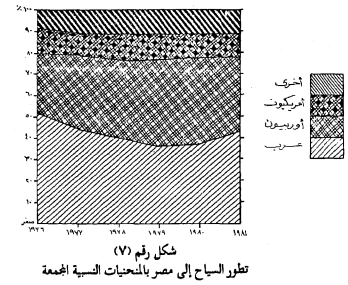 ٪ ١٠٠
٩٠
٨٠
٧٠
٦٠
٥٠
٤٠
٣٠
٢٠
١٠
صفر
١٩٧٦ ١٩٧٧ ١٩٧٨ ١٩٧٩ ١٩٨٠ ١٩٨١
أخرى
أمريكيون
أوربيون
عرب
شكل رقم (٧)
تطور السياح إلى مصر بالمنحنيات النسبية المجمعة